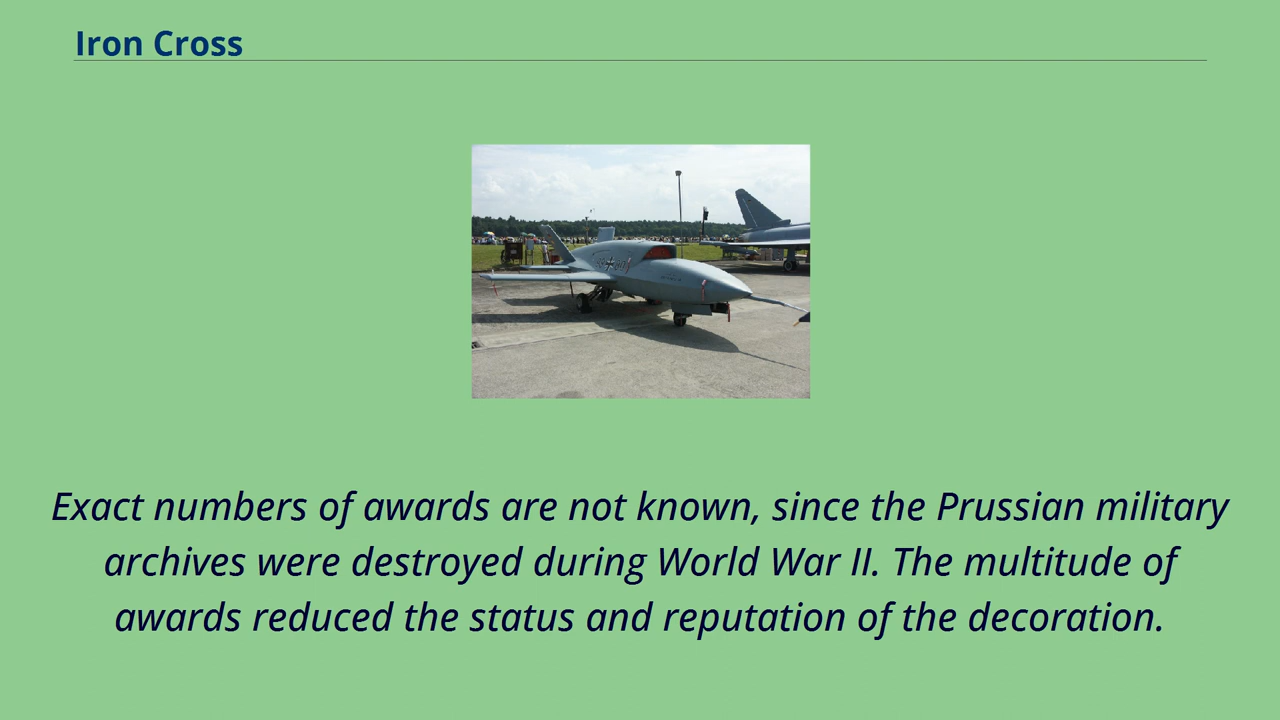 Iron Cross
Exact numbers of awards are not known, since the Prussian military
archives were destroyed during World War II. The multitude of
awards reduced the status and reputation of the decoration.